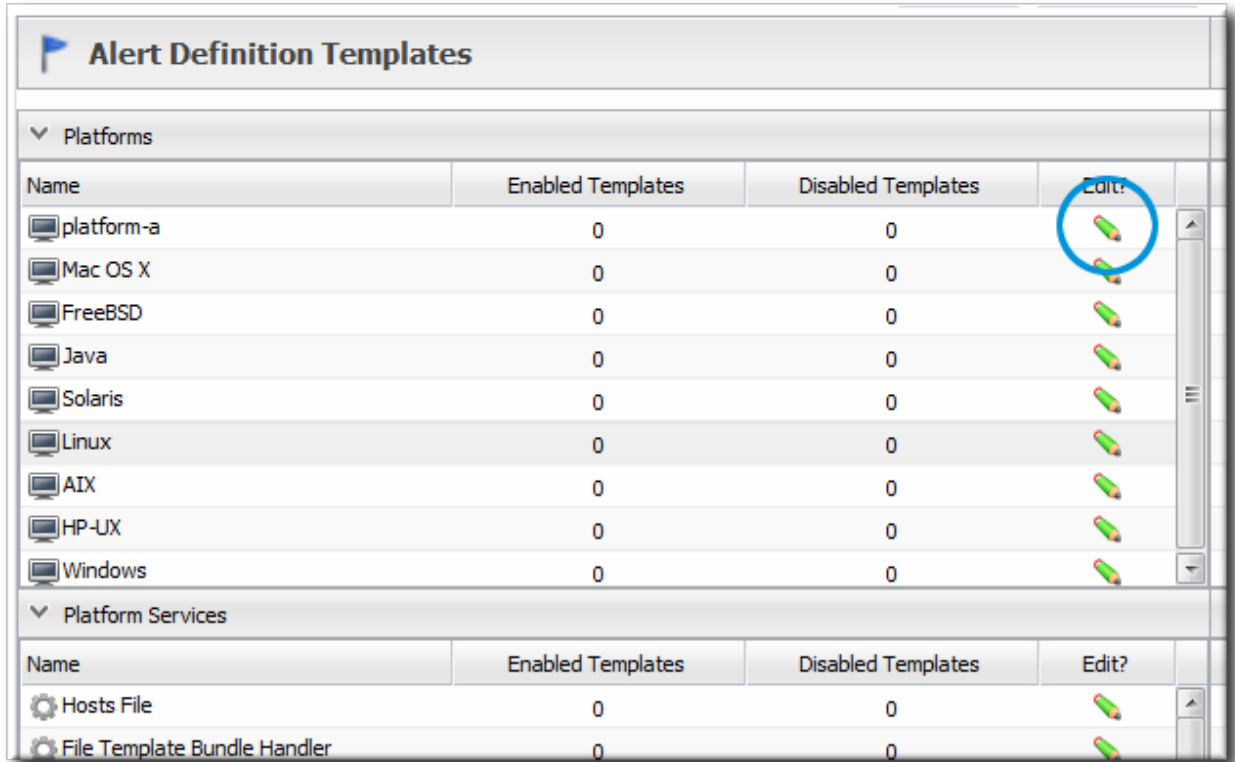 Alert Definition Templates
Platforms
Name Enabled Templates Disabled Templates Edit?
platform-a 0 0
Mac OS X 0 0
FreeBSD 0 0
Java 0 0
Solaris 0 0
Linux 0 0
AIX 0 0
HP-UX 0 0
Windows 0 0
Platform Services
Name Enabled Templates Disabled Templates Edit?
Hosts File 0 0
File Template Bundle Handler 0 0